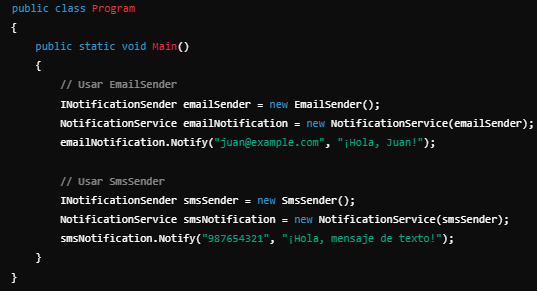 public class Program
{
    public static void Main()
    {
        // Usar EmailSender
        INotificationSender emailSender = new EmailSender();
        NotificationService emailNotification = new NotificationService(emailSender);
        emailNotification.Notify("juan@example.com", "¡Hola, Juan!");

        // Usar SmsSender
        INotificationSender smsSender = new SmsSender();
        NotificationService smsNotification = new NotificationService(smsSender);
        smsNotification.Notify("987654321", "¡Hola, mensaje de texto!");
    }
}